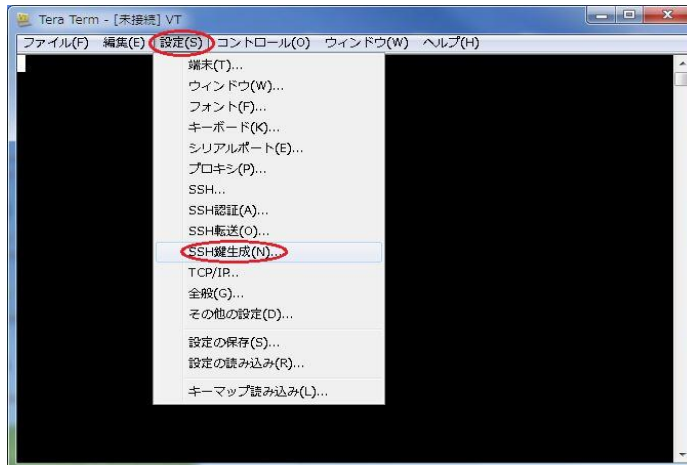 Tera Term - [未接続] VT
ファイル(F) 編集(E) 設定(S) コントロール(O) ウィンドウ(W) ヘルプ(H)
端末(T)...
ウィンドウ(W)...
フォント(F)...
キーボード(K)...
シリアルポート(E)...
プロキシ(P)...
SSH...
SSH認証(A)...
SSH転送(O)...
SSH鍵生成(N)...
TCP/IP...
全般(G)...
その他の設定(D)...
設定の保存(S)...
設定の読み込み(R)...
キーマップ読み込み(L)...